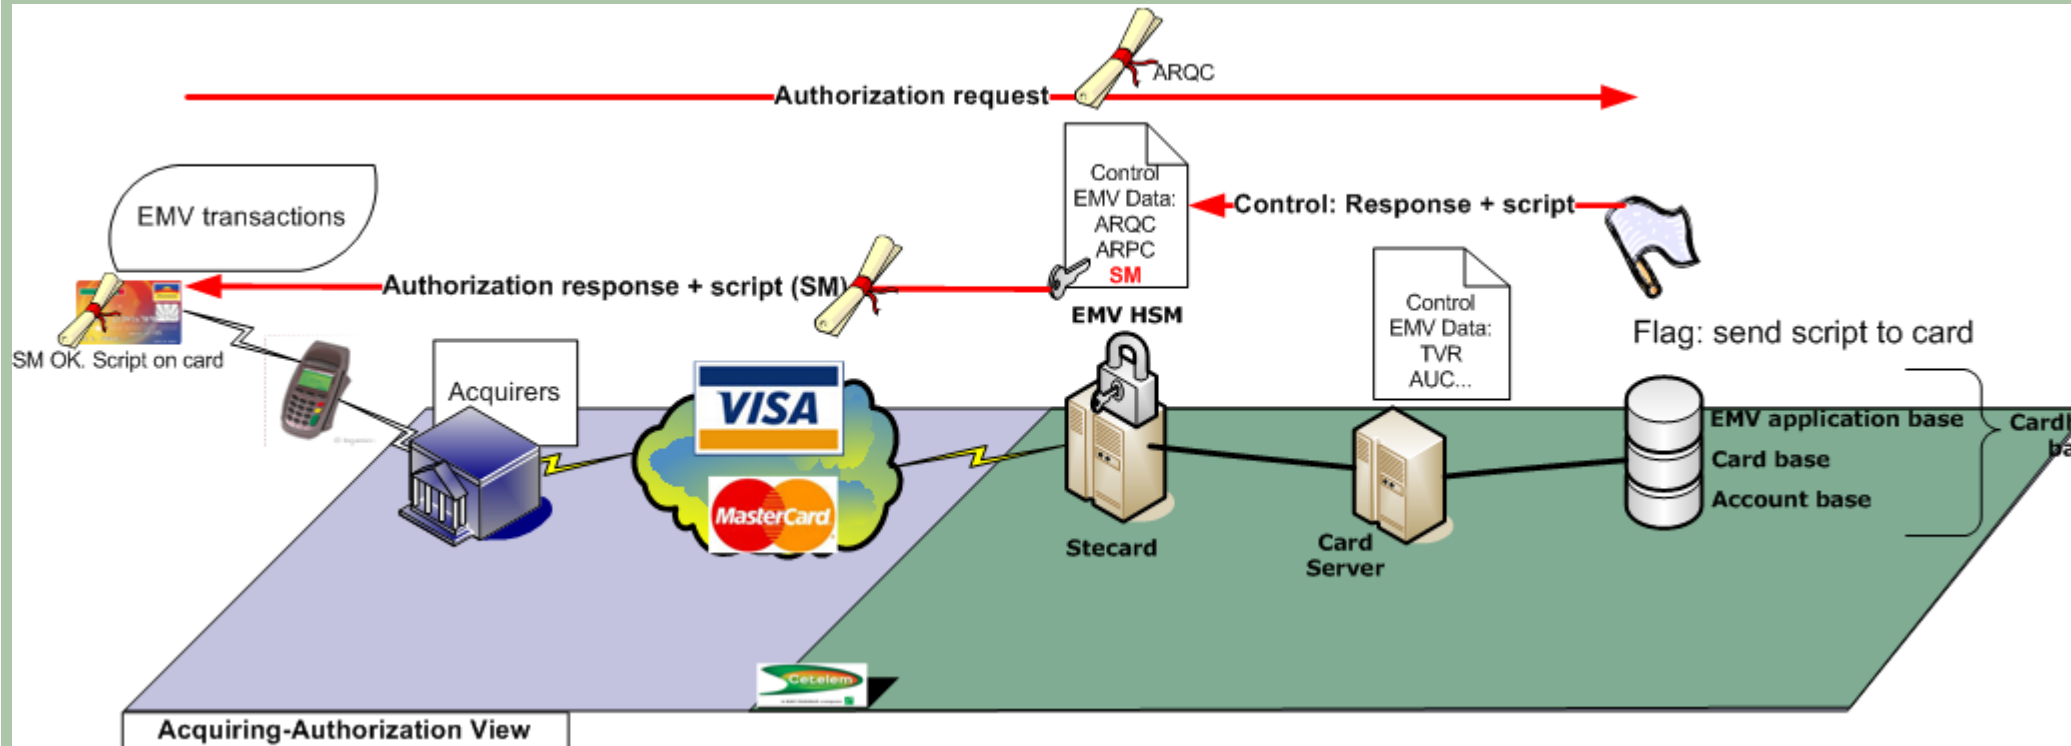 ARQC
Authorization request
Control
EMV Data:
ARQC
ARPC
SM
Control: Response + script
EMV transactions
Authorization response + script (SM)
EMV HSM
Control
EMV Data:
TVR
AUC...
Flag: send script to card
SM OK. Script on card
Acquirers
VISA
MasterCard
EMV application base
Card base
Account base
Stecard
Card
Server
Cetelem
Acquiring-Authorization View